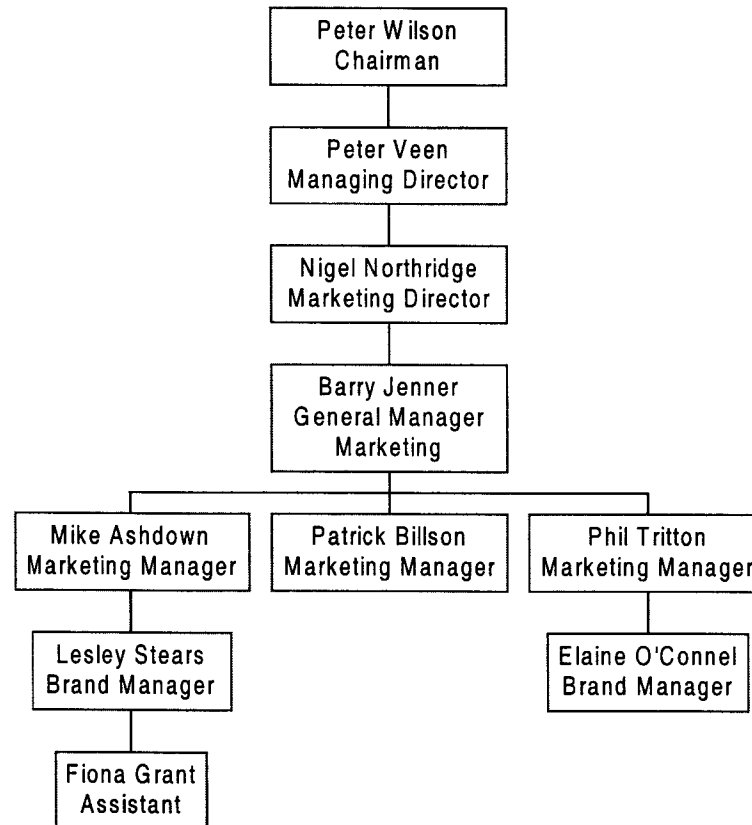 Peter Wilson
Chairman
Peter Veen
Managing Director
Nigel Northridge
Marketing Director
Barry Jenner
General Manager
Marketing
Mike Ashdown
Marketing Manager
Patrick Billson
Marketing Manager
Phil Tritton
Marketing Manager
Lesley Stears
Brand Manager
Elaine O'Connel
Brand Manager
Fiona Grant
Assistant